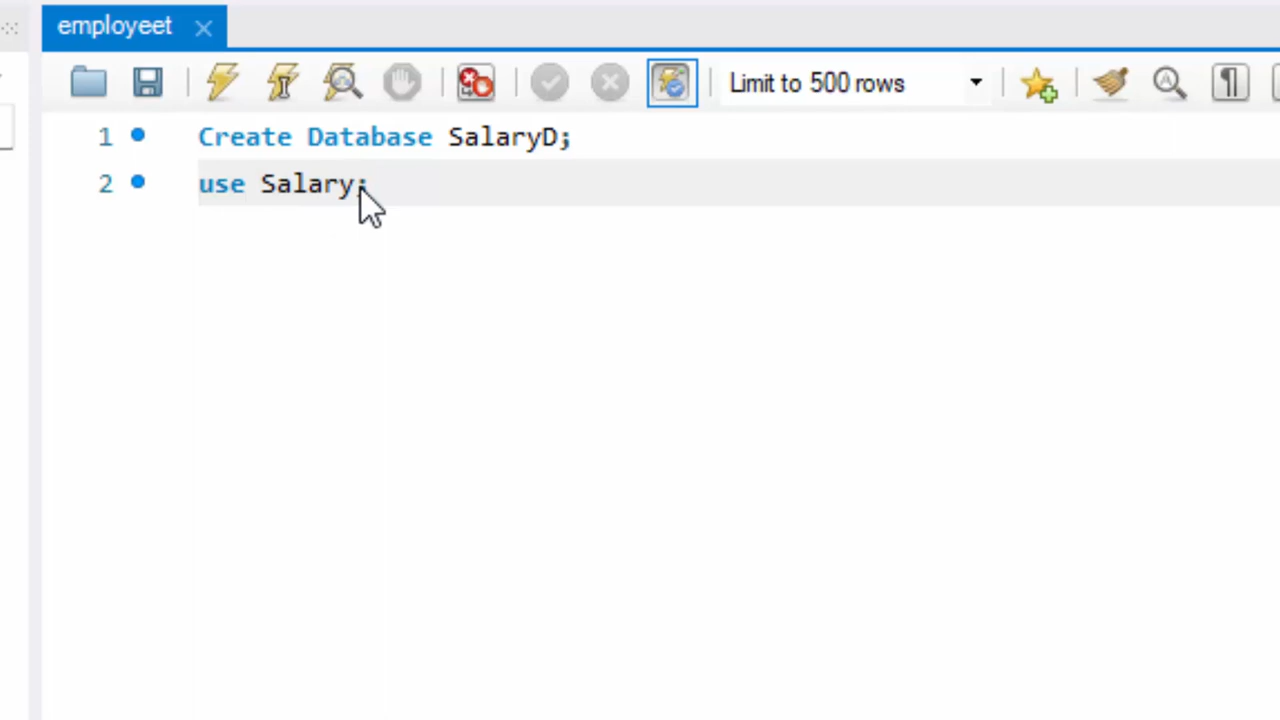 employeet
Limit to 500 rows
1 Create Database SalaryD;
2 use Salary;